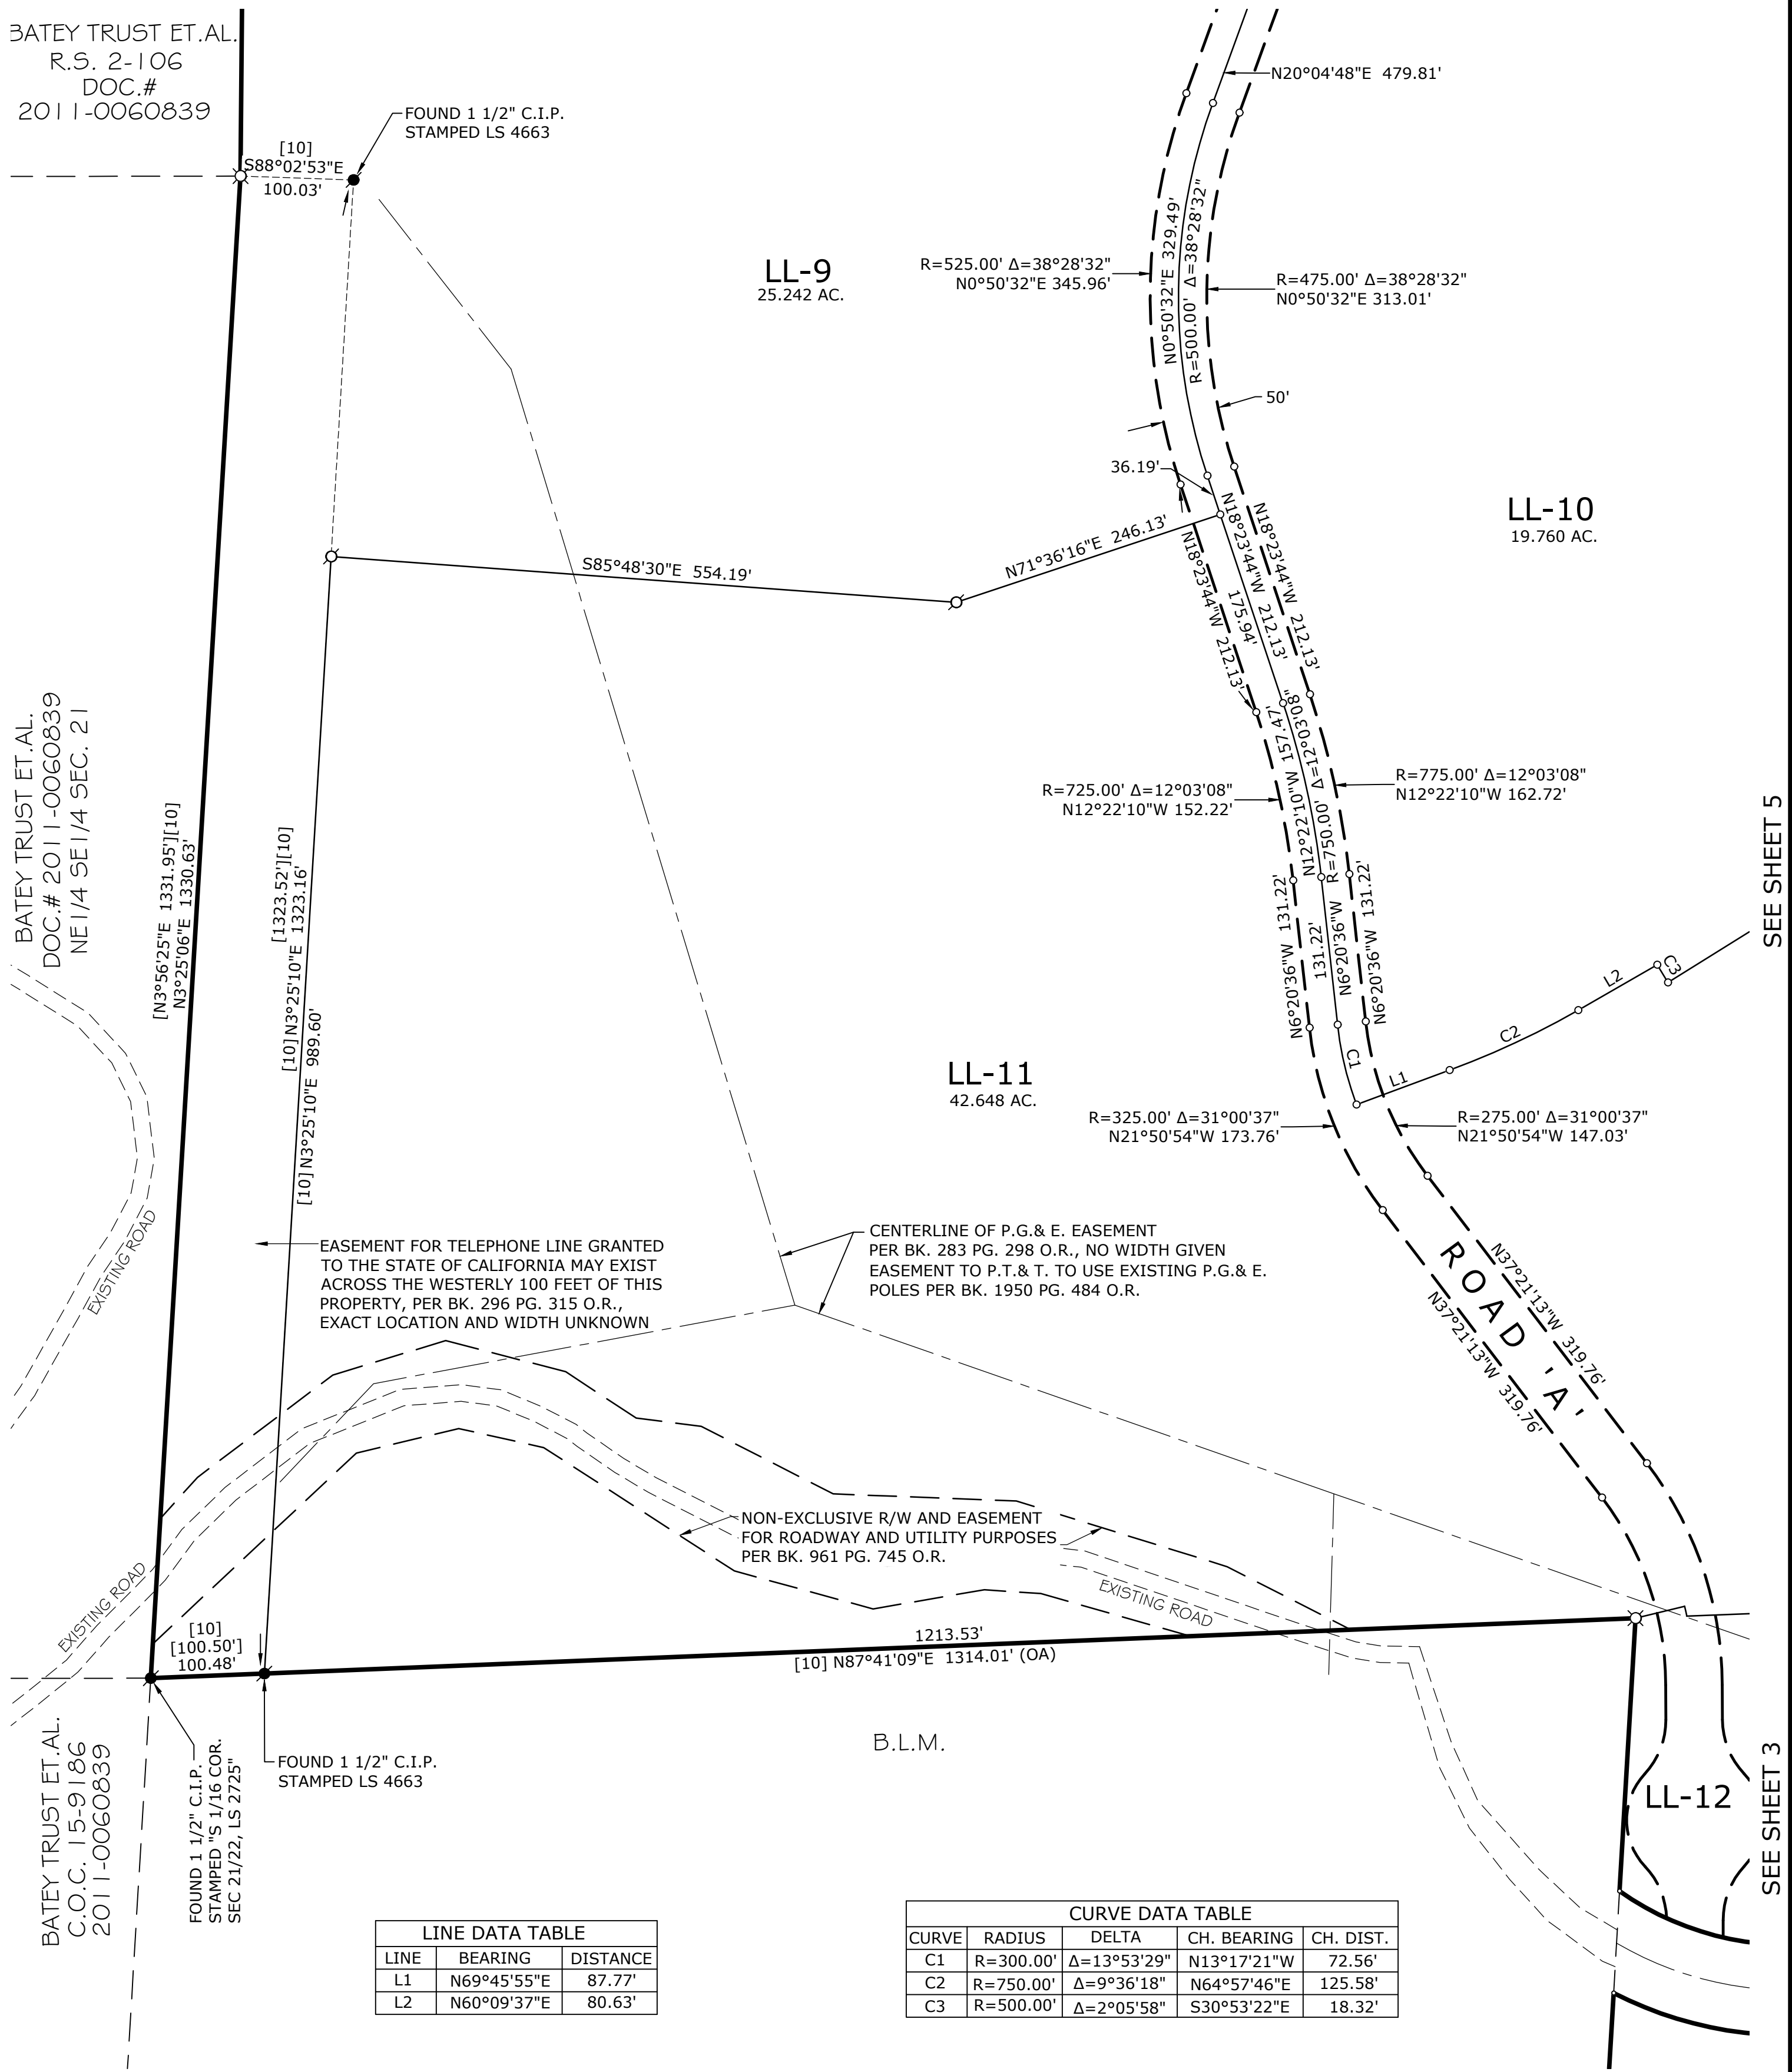 BATEY TRUST ET.AL.
R.S. 2-106
DOC.#
2011-0060839
[10]
S88°02'53"E
100.03'
FOUND 1 1/2" C.I.P.
STAMPED LS 4663
N20°04'48"E 479.81'
LL-9
25.242 AC.
R=525.00' Δ=38°28'32"
N0°50'32"E 345.96'
N0°50'32"E 329.49'
R=500.00' Δ=38°28'32"
R=475.00' Δ=38°28'32"
N0°50'32"E 313.01'
50'
36.19'
LL-10
19.760 AC.
S85°48'30"E 554.19'
N71°36'16"E 246.13'
N18°23'44"W 212.13'
N18°23'44"W 212.13'
175.94'
N18°23'44"W 212.13'
BATEY TRUST ET.AL.
DOC.# 2011-0060839
NE1/4 SE1/4 SEC. 21
[N3°56'25"E 1331.95'][10]
N3°25'06"E 1330.63'
[1323.52'][10]
[10] N3°25'10"E 1323.16'
[10] N3°25'10"E 989.60'
R=725.00' Δ=12°03'08"
N12°22'10"W 152.22'
N12°22'10"W 157.47'
R=750.00' Δ=12°03'08"
R=775.00' Δ=12°03'08"
N12°22'10"W 162.72'
SEE SHEET 5
N6°20'36"W 131.22'
131.22'
N6°20'36"W
N6°20'36"W 131.22'
C1
L1
C2
L2
C3
LL-11
42.648 AC.
R=325.00' Δ=31°00'37"
N21°50'54"W 173.76'
R=275.00' Δ=31°00'37"
N21°50'54"W 147.03'
EXISTING ROAD
EASEMENT FOR TELEPHONE LINE GRANTED
TO THE STATE OF CALIFORNIA MAY EXIST
ACROSS THE WESTERLY 100 FEET OF THIS
PROPERTY, PER BK. 296 PG. 315 O.R.,
EXACT LOCATION AND WIDTH UNKNOWN
CENTERLINE OF P.G.& E. EASEMENT
PER BK. 283 PG. 298 O.R., NO WIDTH GIVEN
EASEMENT TO P.T.& T. TO USE EXISTING P.G.& E.
POLES PER BK. 1950 PG. 484 O.R.
N37°21'13"W 319.76'
ROAD 'A'
N37°21'13"W 319.76'
NON-EXCLUSIVE R/W AND EASEMENT
FOR ROADWAY AND UTILITY PURPOSES
PER BK. 961 PG. 745 O.R.
EXISTING ROAD
EXISTING ROAD
[10]
[100.50']
100.48'
1213.53'
[10] N87°41'09"E 1314.01' (OA)
BATEY TRUST ET.AL.
C.O.C. 15-9186
2011-0060839
FOUND 1 1/2" C.I.P.
STAMPED "S 1/16 COR.
SEC 21/22, LS 2725"
FOUND 1 1/2" C.I.P.
STAMPED LS 4663
B.L.M.
LL-12
SEE SHEET 3
LINE DATA TABLE
LINE BEARING DISTANCE
L1 N69°45'55"E 87.77'
L2 N60°09'37"E 80.63'
CURVE DATA TABLE
CURVE RADIUS DELTA CH. BEARING CH. DIST.
C1 R=300.00' Δ=13°53'29" N13°17'21"W 72.56'
C2 R=750.00' Δ=9°36'18" N64°57'46"E 125.58'
C3 R=500.00' Δ=2°05'58" S30°53'22"E 18.32'